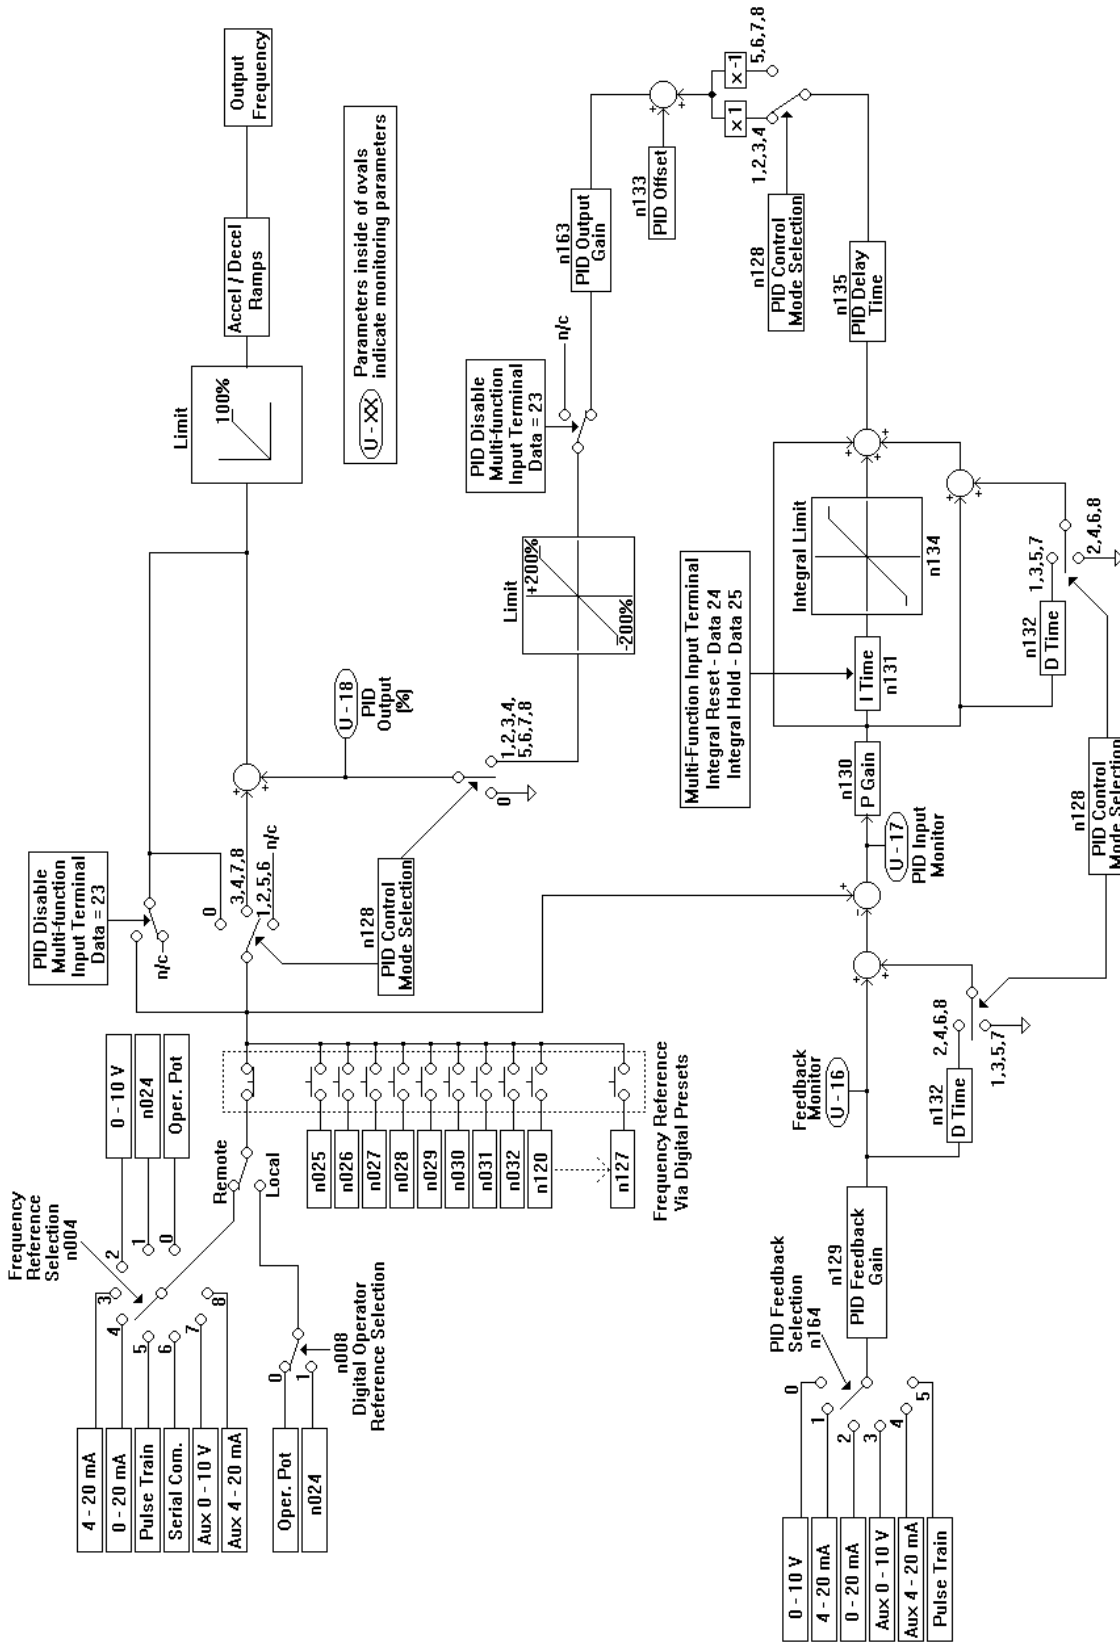 Frequency
Reference
Selection
n004
4 - 20 mA
0 - 20 mA
Pulse Train
Serial Com.
Aux 0 - 10 V
Aux 4 - 20 mA
3
4
5
6
7
8
2
1
0
0 - 10 V
n024
Oper. Pot
Remote
Local
Oper. Pot
n024
0
1
n008
Digital Operator
Reference Selection
n025
n026
n027
n028
n029
n030
n031
n032
n120
n127
Frequency Reference
Via Digital Presets
PID Disable
Multi-function
Input Terminal
Data = 23
n/c
0
3,4,7,8
1,2,5,6
n/c
n128
PID Control
Mode Selection
U - 18
PID
Output
(%)
1,2,3,4,
5,6,7,8
0
Limit
100%
Accel / Decel
Ramps
Output
Frequency
U - XX
Parameters inside of ovals
indicate monitoring parameters
Limit
+200%
-200%
PID Disable
Multi-function
Input Terminal
Data = 23
n/c
n163
PID Output
Gain
n133
PID Offset
x 1
x -1
1,2,3,4
5,6,7,8
n128
PID Control
Mode Selection
n135
PID Delay
Time
Multi-Function Input Terminal
Integral Reset - Data 24
Integral Hold - Data 25
Integral Limit
n134
n130
P Gain
I Time
n131
U - 17
PID Input
Monitor
n132
D Time
1,3,5,7
2,4,6,8
n128
PID Control
Mode Selection
Feedback
Monitor
U - 16
n132
D Time
2,4,6,8
1,3,5,7
n129
PID Feedback
Gain
PID Feedback
Selection
n164
0
1
2
3
4
5
0 - 10 V
4 - 20 mA
0 - 20 mA
Aux 0 - 10 V
Aux 4 - 20 mA
Pulse Train